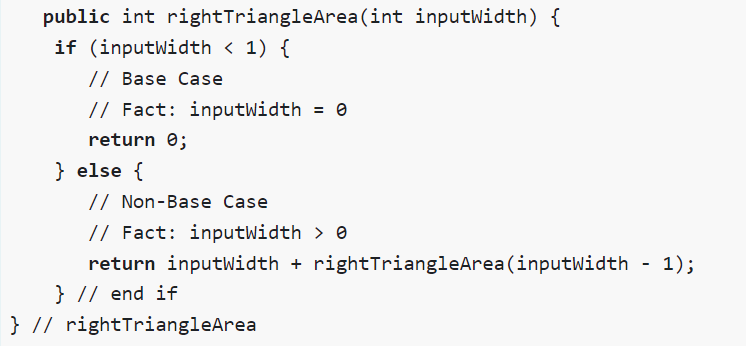 public int rightTriangleArea(int inputWidth) {
if (inputWidth < 1) {
// Base Case
// Fact: inputWidth = 0
return 0;
} else {
// Non-Base Case
// Fact: inputWidth > 0
return inputWidth + rightTriangleArea(inputWidth - 1);
} // end if
} // rightTriangleArea